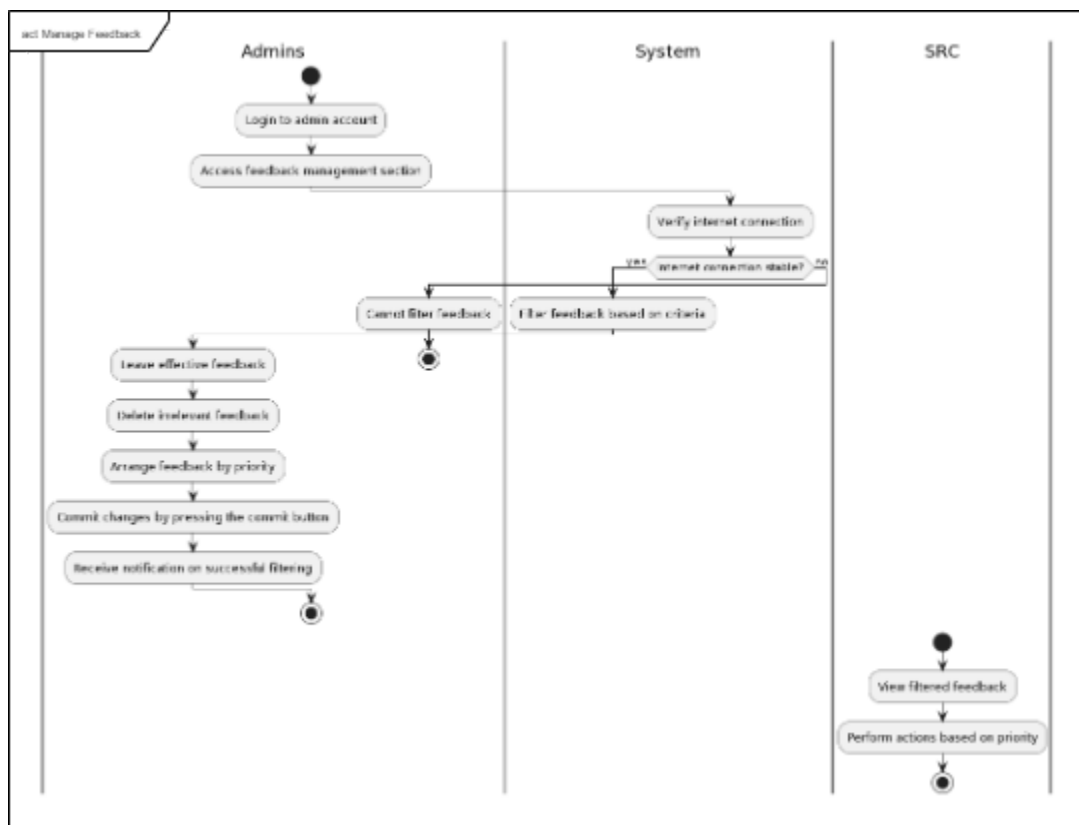 act Manage Feedback
Admins
System
SRC
Login to admin account
Access feedback management section
Verify internet connection
yes
Internet connection stable?
no
Cannot filter feedback
Filter feedback based on criteria
Leave effective feedback
Delete irrelevant feedback
Arrange feedback by priority
Commit changes by pressing the commit button
Receive notification on successful filtering
View filtered feedback
Perform actions based on priority